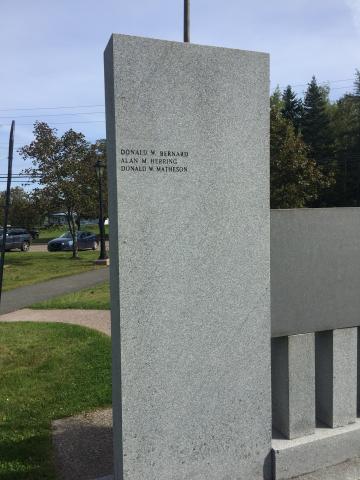 DONALD W. BERNARD
ALAN M. HERRING
DONALD W. MATHESON